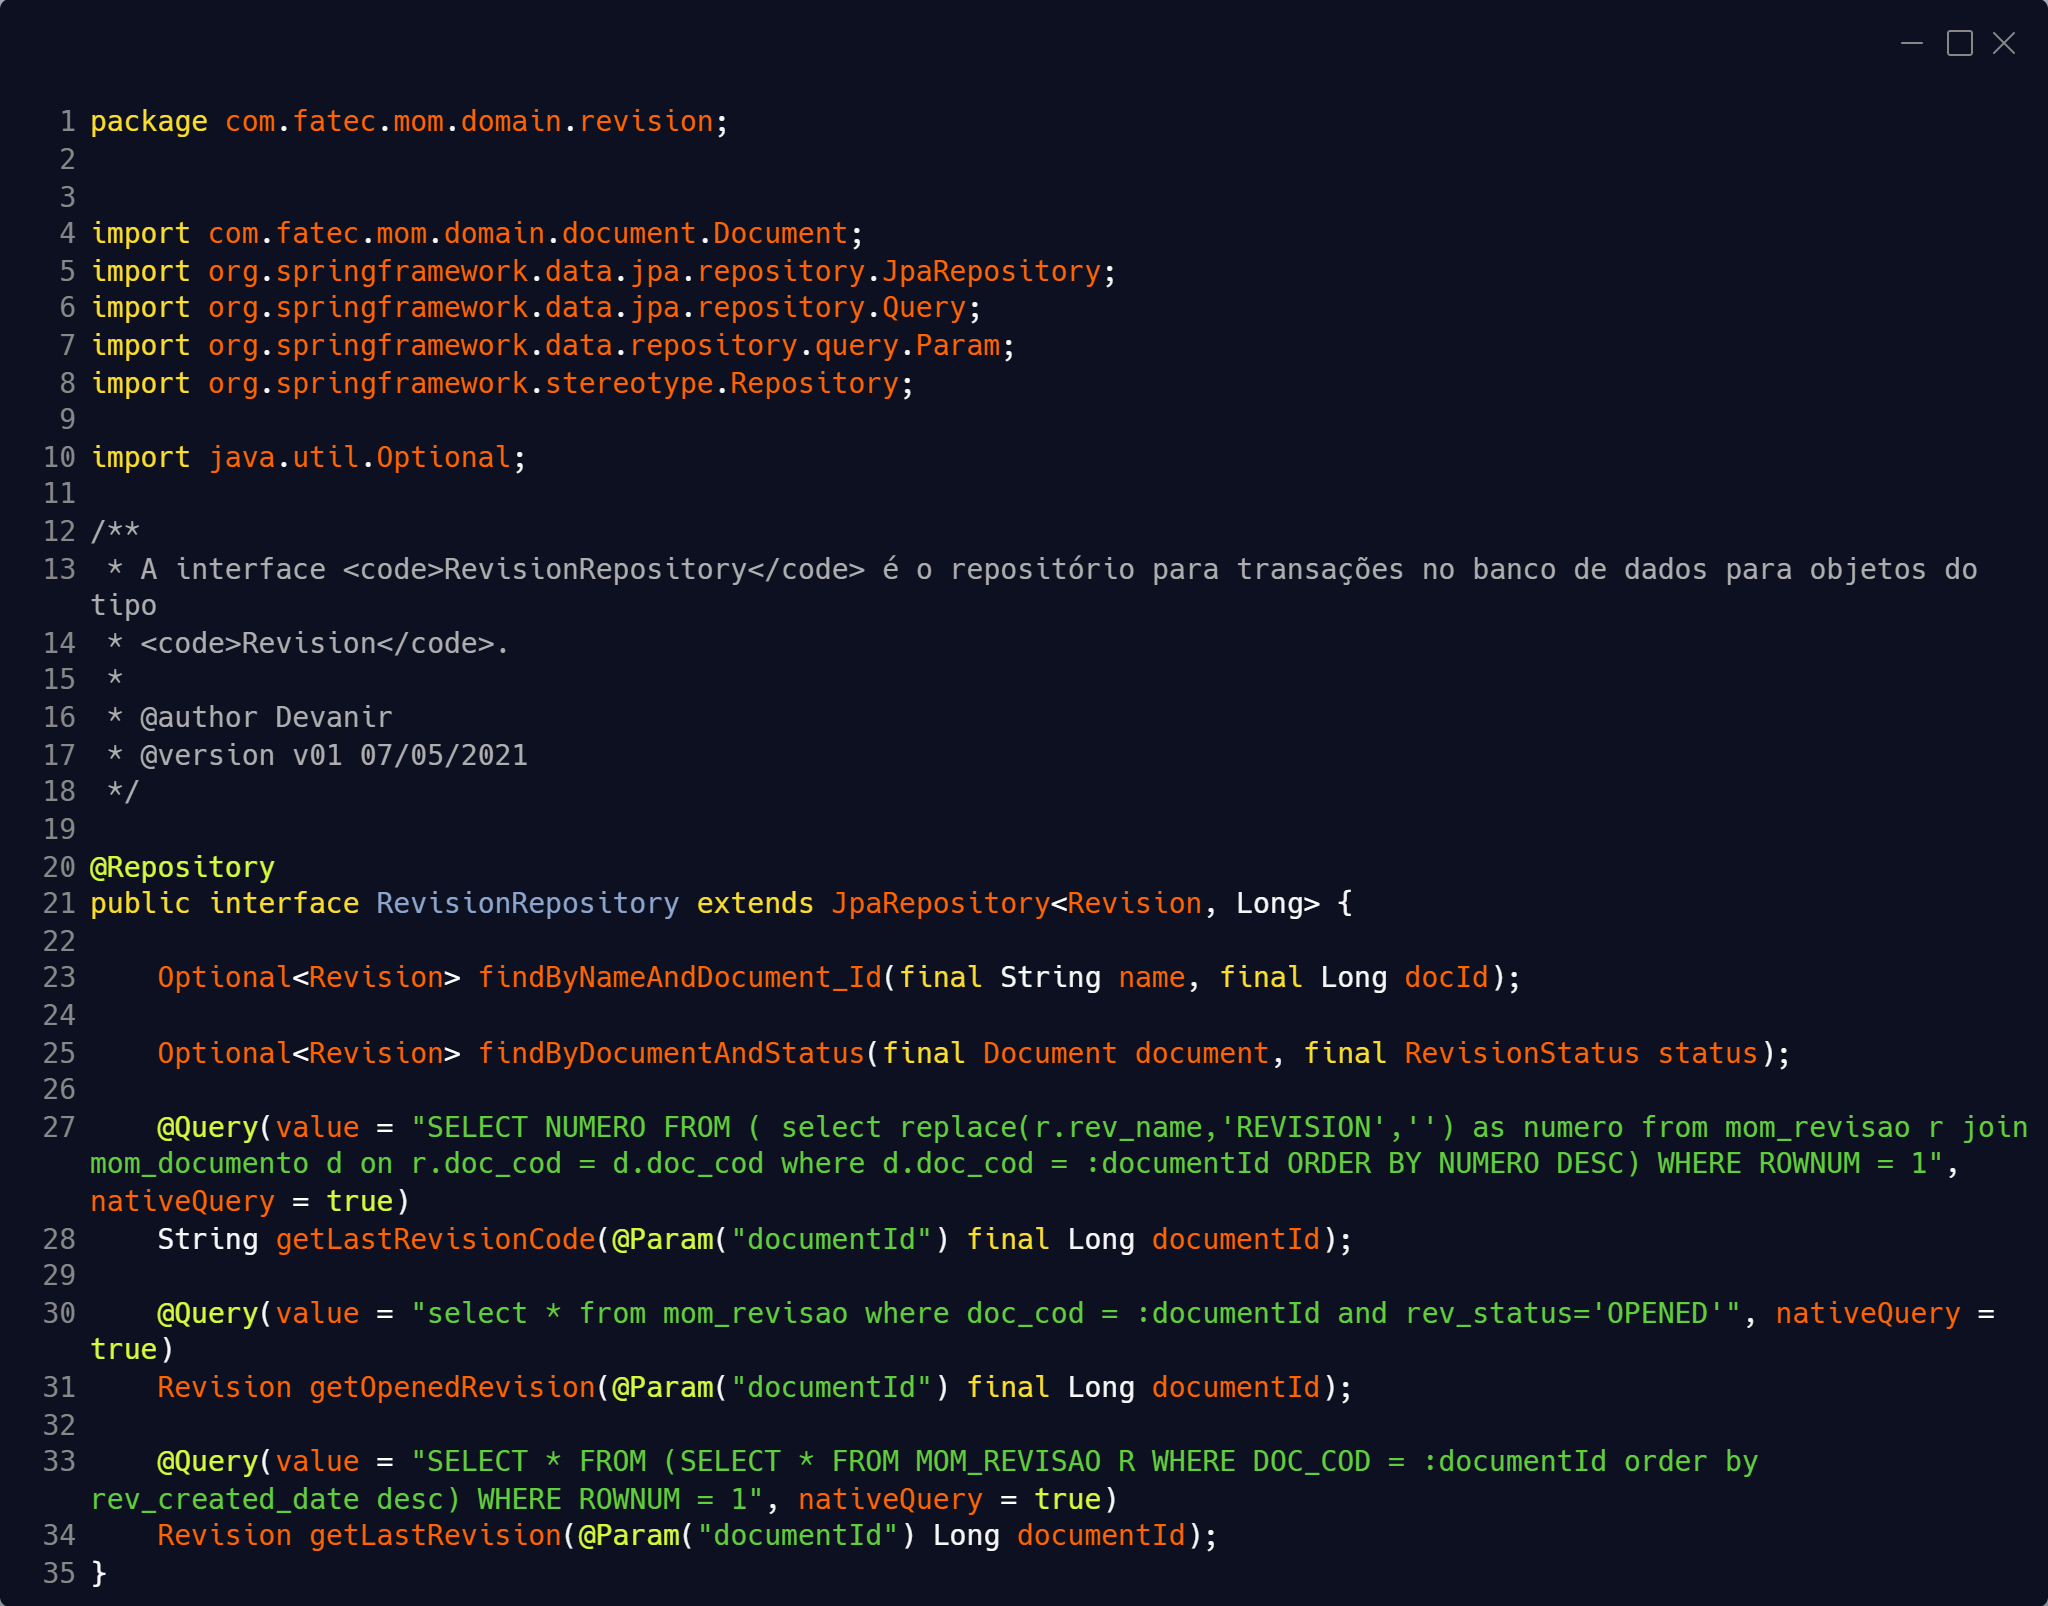 1 package com.fatec.mom.domain.revision;
2
3
4 import com.fatec.mom.domain.document.Document;
5 import org.springframework.data.jpa.repository.JpaRepository;
6 import org.springframework.data.jpa.repository.Query;
7 import org.springframework.data.repository.query.Param;
8 import org.springframework.stereotype.Repository;
9
10 import java.util.Optional;
11
12 /**
13  * A interface <code>RevisionRepository</code> é o repositório para transações no banco de dados para objetos do
tipo
14  * <code>Revision</code>.
15  *
16  * @author Devanir
17  * @version v01 07/05/2021
18  */
19
20 @Repository
21 public interface RevisionRepository extends JpaRepository<Revision, Long> {
22
23     Optional<Revision> findByNameAndDocument_Id(final String name, final Long docId);
24
25     Optional<Revision> findByDocumentAndStatus(final Document document, final RevisionStatus status);
26
27     @Query(value = "SELECT NUMERO FROM ( select replace(r.rev_name,'REVISION','') as numero from mom_revisao r join
mom_documento d on r.doc_cod = d.doc_cod where d.doc_cod = :documentId ORDER BY NUMERO DESC) WHERE ROWNUM = 1",
nativeQuery = true)
28     String getLastRevisionCode(@Param("documentId") final Long documentId);
29
30     @Query(value = "select * from mom_revisao where doc_cod = :documentId and rev_status='OPENED'", nativeQuery =
true)
31     Revision getOpenedRevision(@Param("documentId") final Long documentId);
32
33     @Query(value = "SELECT * FROM (SELECT * FROM MOM_REVISAO R WHERE DOC_COD = :documentId order by
rev_created_date desc) WHERE ROWNUM = 1", nativeQuery = true)
34     Revision getLastRevision(@Param("documentId") Long documentId);
35 }